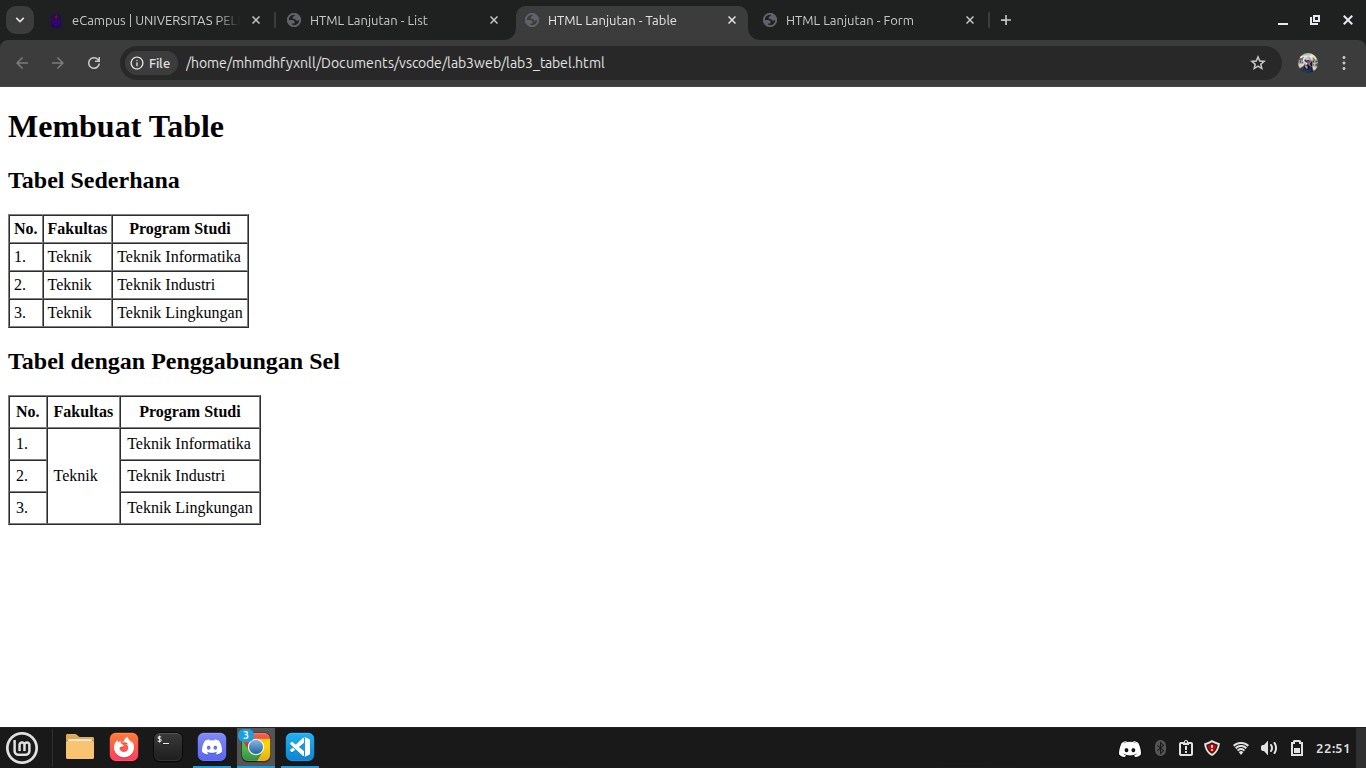 eCampus | UNIVERSITAS PEL
HTML Lanjutan - List
HTML Lanjutan - Table
HTML Lanjutan - Form
File
/home/mhmdhfyxnll/Documents/vscode/lab3web/lab3_tabel.html
Membuat Table
Tabel Sederhana
No. Fakultas Program Studi
1. Teknik Teknik Informatika
2. Teknik Teknik Industri
3. Teknik Teknik Lingkungan
Tabel dengan Penggabungan Sel
No. Fakultas Program Studi
1. Teknik Informatika
2. Teknik Teknik Industri
3. Teknik Lingkungan
3
22:51